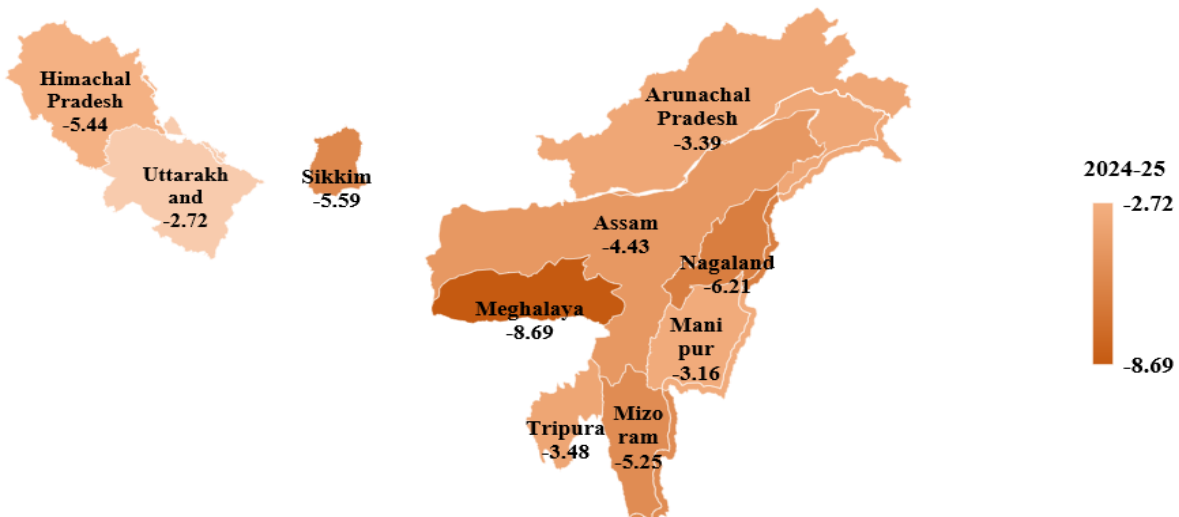 Himachal
Pradesh
-5.44
Uttarakh
and
-2.72
Sikkim
-5.59
Arunachal
Pradesh
-3.39
Assam
-4.43
Nagaland
-6.21
Meghalaya
-8.69
Mani
pur
-3.16
Tripura
-3.48
Mizo
ram
-5.25
2024-25
-2.72
-8.69